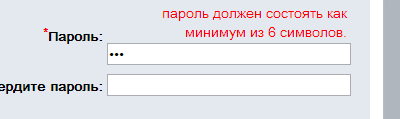 пароль должен состоять как
минимум из 6 символов.
*Пароль:
•••
ердите пароль: